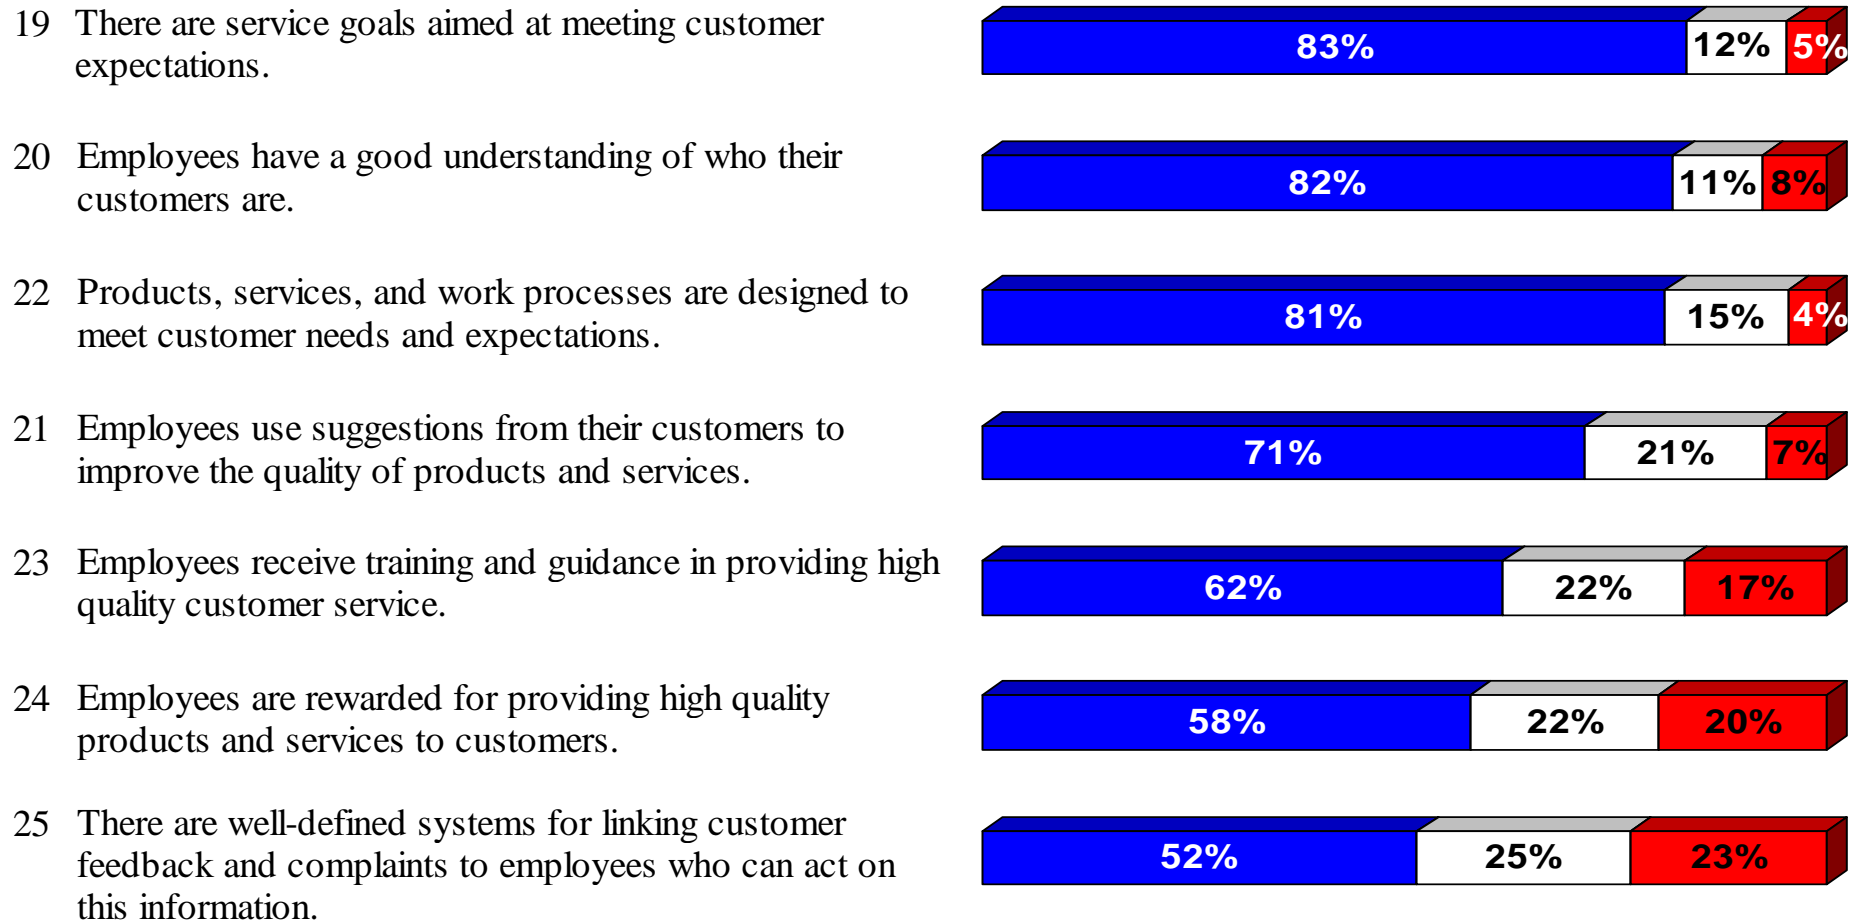 19 There are service goals aimed at meeting customer
expectations.
83% 12% 5%
20 Employees have a good understanding of who their
customers are.
82% 11% 8%
22 Products, services, and work processes are designed to
meet customer needs and expectations.
81% 15% 4%
21 Employees use suggestions from their customers to
improve the quality of products and services.
71% 21% 7%
23 Employees receive training and guidance in providing high
quality customer service.
62% 22% 17%
24 Employees are rewarded for providing high quality
products and services to customers.
58% 22% 20%
25 There are well-defined systems for linking customer
feedback and complaints to employees who can act on
this information.
52% 25% 23%